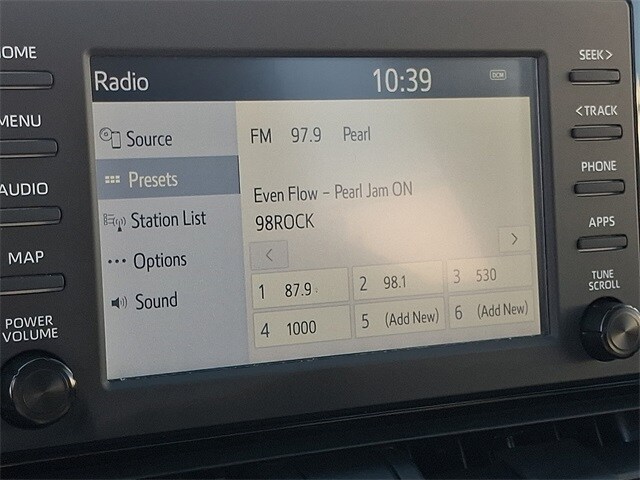 HOME
MENU
AUDIO
MAP
POWER
VOLUME
Radio 10:39 DCM
Source
Presets
Station List
Options
Sound
FM 97.9 Pearl
Even Flow - Pearl Jam ON
98ROCK
< >
1 87.9 2 98.1 3 530
4 1000 5 (Add New) 6 (Add New)
SEEK >
< TRACK
PHONE
APPS
TUNE
SCROLL